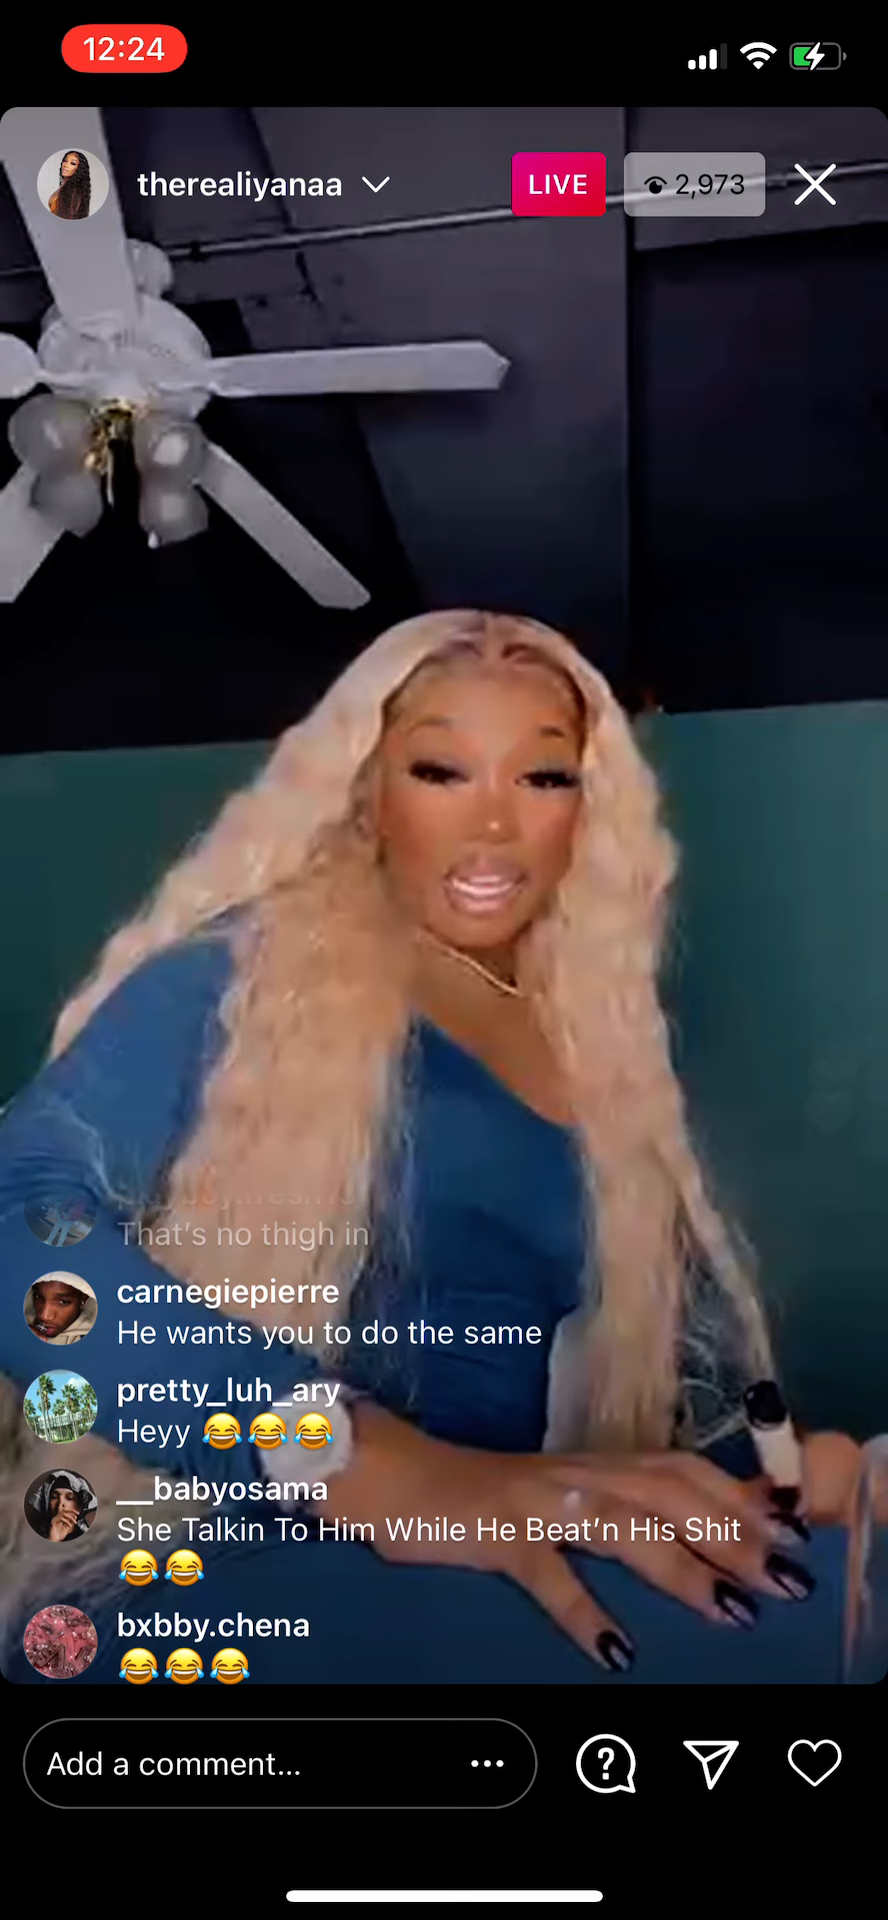 12:24
therealiyanaa
LIVE
2,973
That's no thigh in
carnegiepierre
He wants you to do the same
pretty_luh_ary
Heyy 😂😂😂
__babyosama
She Talkin To Him While He Beat'n His Shit
😂😂
bxbby.chena
😂😂😂
Add a comment...